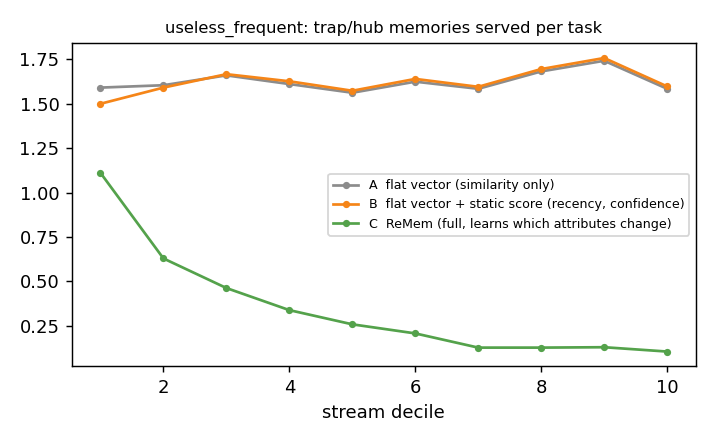 useless_frequent: trap/hub memories served per task
1.75
1.50
1.25
1.00
0.75
0.50
0.25
A  flat vector (similarity only)
B  flat vector + static score (recency, confidence)
C  ReMem (full, learns which attributes change)
2 4 6 8 10
stream decile